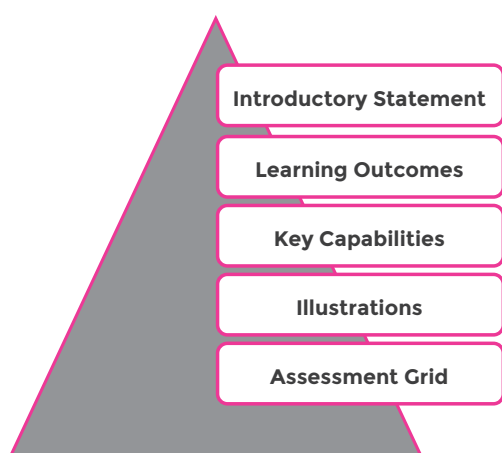 Introductory Statement
Learning Outcomes
Key Capabilities
Illustrations
Assessment Grid